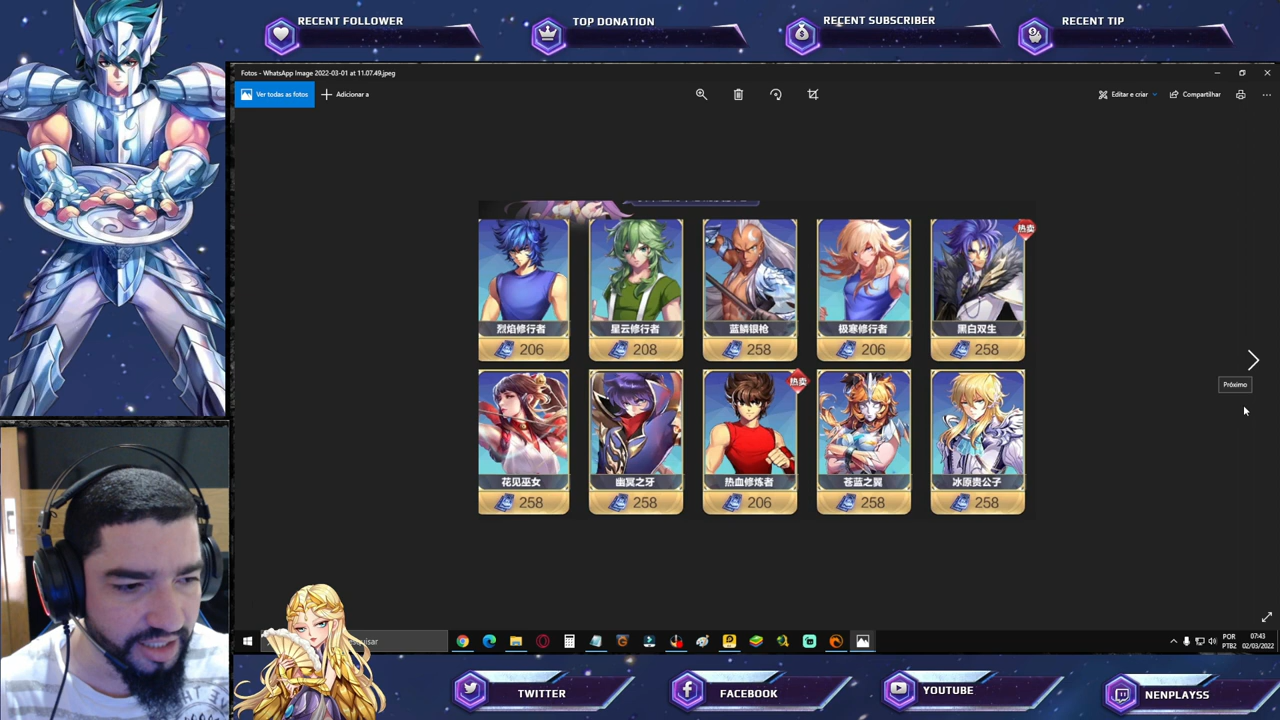 RECENT FOLLOWER
TOP DONATION
RECENT SUBSCRIBER
RECENT TIP
Fotos - WhatsApp Image 2022-03-01 at 11.07.49.jpeg
Ver todas as fotos
Adicionar a
Editar e criar
Compartilhar
热卖
烈焰修行者
星云修行者
蓝鳞银枪
极寒修行者
黑白双生
206
208
258
206
258
Próximo
热卖
花见巫女
幽冥之牙
热血修炼者
苍蓝之翼
冰原贵公子
258
258
206
258
258
quisar
POR
PTB2
07:43
02/03/2022
TWITTER
FACEBOOK
YOUTUBE
NENPLAYSS